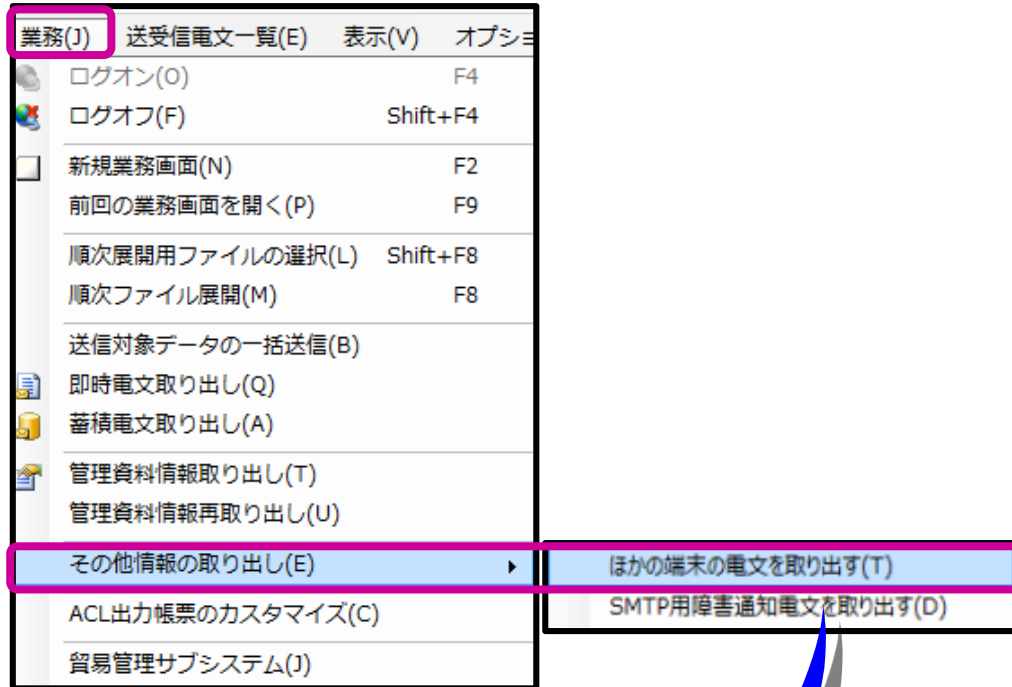 業務(J) 送受信電文一覧(E) 表示(V) オプショ
ログオン(O) F4
ログオフ(F) Shift+F4
新規業務画面(N) F2
前回の業務画面を開く(P) F9
順次展開用ファイルの選択(L) Shift+F8
順次ファイル展開(M) F8
送信対象データの一括送信(B)
即時電文取り出し(Q)
蓄積電文取り出し(A)
管理資料情報取り出し(T)
管理資料情報再取り出し(U)
その他情報の取り出し(E)
ほかの端末の電文を取り出す(T)
SMTP用障害通知電文を取り出す(D)
ACL出力帳票のカスタマイズ(C)
貿易管理サブシステム(J)